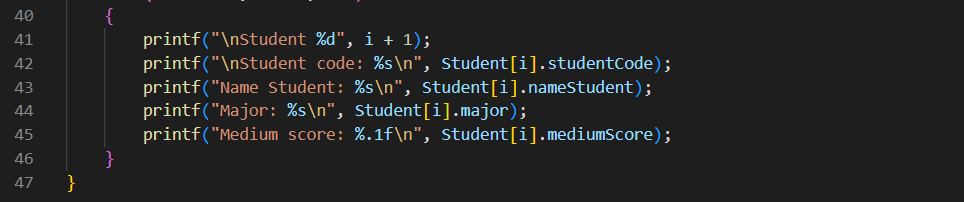 40 {
41 printf("\nStudent %d", i + 1);
42 printf("\nStudent code: %s\n", Student[i].studentCode);
43 printf("Name Student: %s\n", Student[i].nameStudent);
44 printf("Major: %s\n", Student[i].major);
45 printf("Medium score: %.1f\n", Student[i].mediumScore);
46 }
47 }